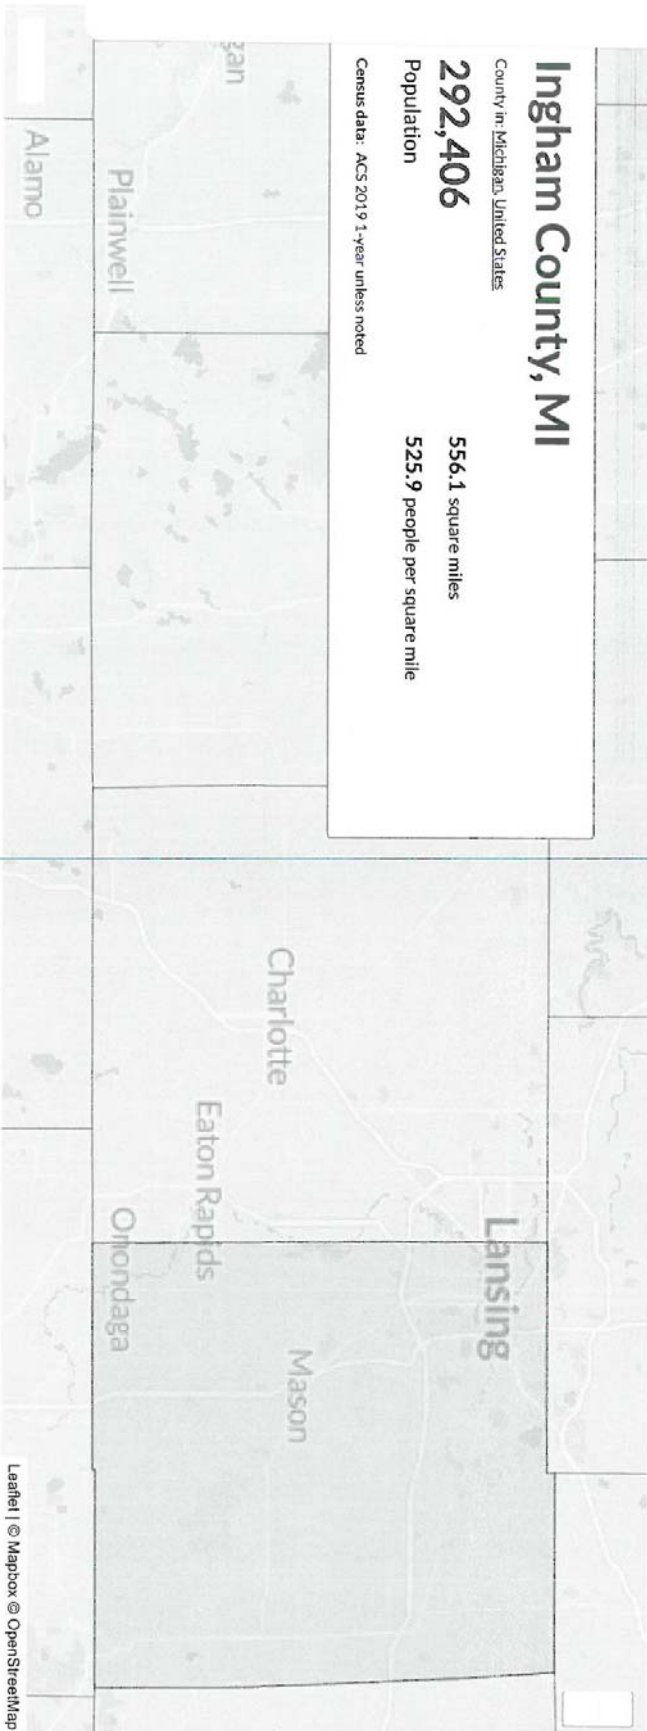 Ingham County, MI
County in: Michigan, United States
292,406
Population
556.1 square miles
525.9 people per square mile
Census data: ACS 2019 1-year unless noted
gan
Plainwell
Alamo
Lansing
Charlotte
Mason
Eaton Rapids
Onondaga
Leaflet | © Mapbox © OpenStreetMap